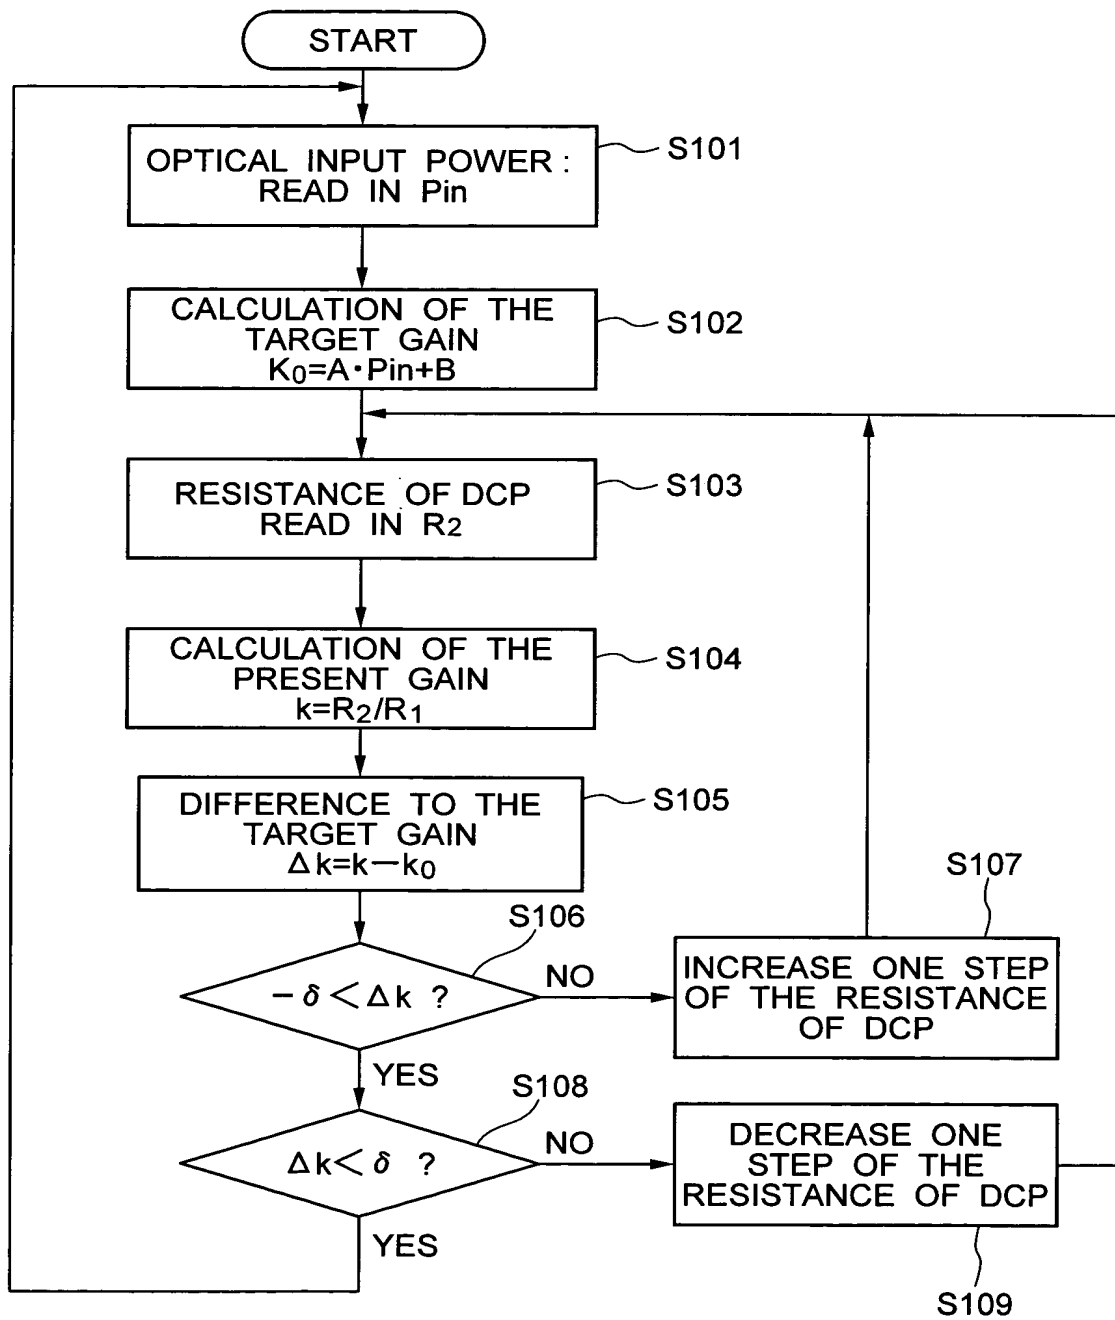 START
OPTICAL INPUT POWER :
READ IN Pin
S101
CALCULATION OF THE
TARGET GAIN
K₀=A・Pin+B
S102
RESISTANCE OF DCP
READ IN R₂
S103
CALCULATION OF THE
PRESENT GAIN
k=R₂/R₁
S104
DIFFERENCE TO THE
TARGET GAIN
Δk=k−k₀
S105
S106
−δ<Δk ?
NO
YES
S107
INCREASE ONE STEP
OF THE RESISTANCE
OF DCP
S108
Δk<δ ?
NO
YES
DECREASE ONE
STEP OF THE
RESISTANCE OF DCP
S109